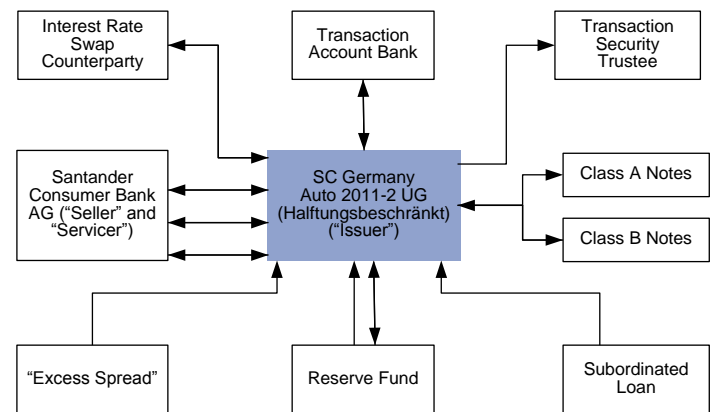 Interest Rate
Swap
Counterparty
Transaction
Account Bank
Transaction
Security
Trustee
Santander
Consumer Bank
AG (“Seller” and
“Servicer”)
SC Germany
Auto 2011-2 UG
(Halftungsbeschränkt)
(“Issuer”)
Class A Notes
Class B Notes
“Excess Spread”
Reserve Fund
Subordinated
Loan